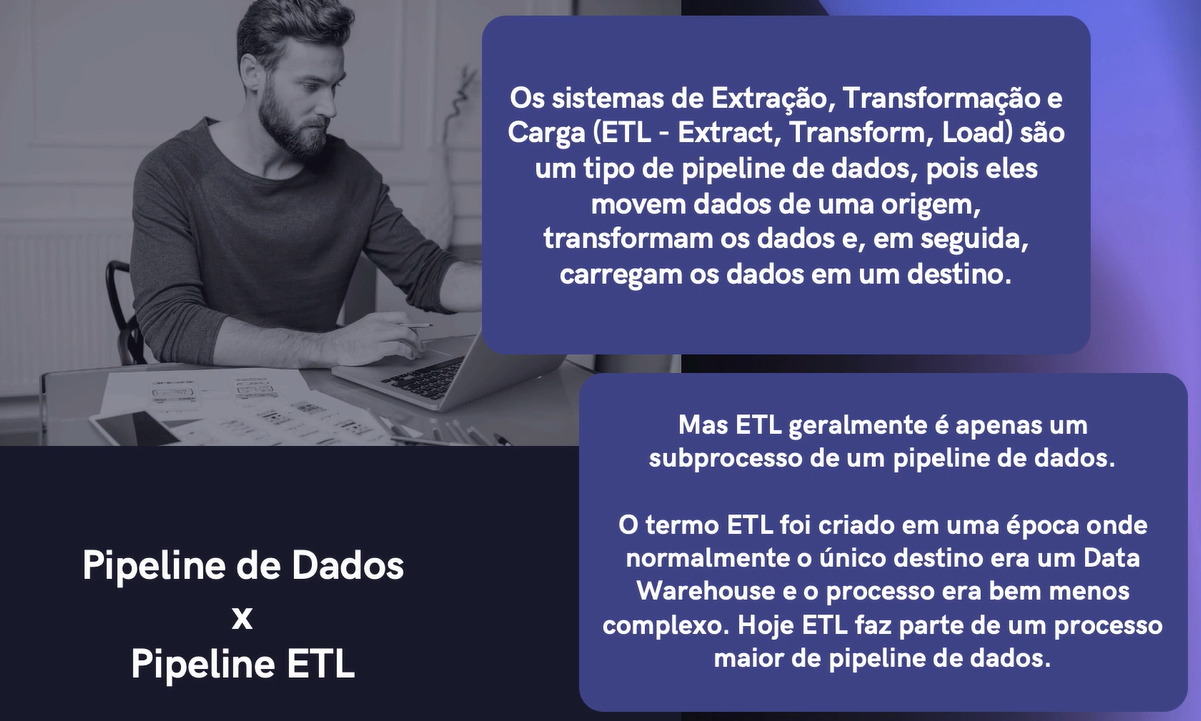 Os sistemas de Extração, Transformação e
Carga (ETL - Extract, Transform, Load) são
um tipo de pipeline de dados, pois eles
movem dados de uma origem,
transformam os dados e, em seguida,
carregam os dados em um destino.
Mas ETL geralmente é apenas um
subprocesso de um pipeline de dados.
O termo ETL foi criado em uma época onde
normalmente o único destino era um Data
Warehouse e o processo era bem menos
complexo. Hoje ETL faz parte de um processo
maior de pipeline de dados.
Pipeline de Dados
x
Pipeline ETL